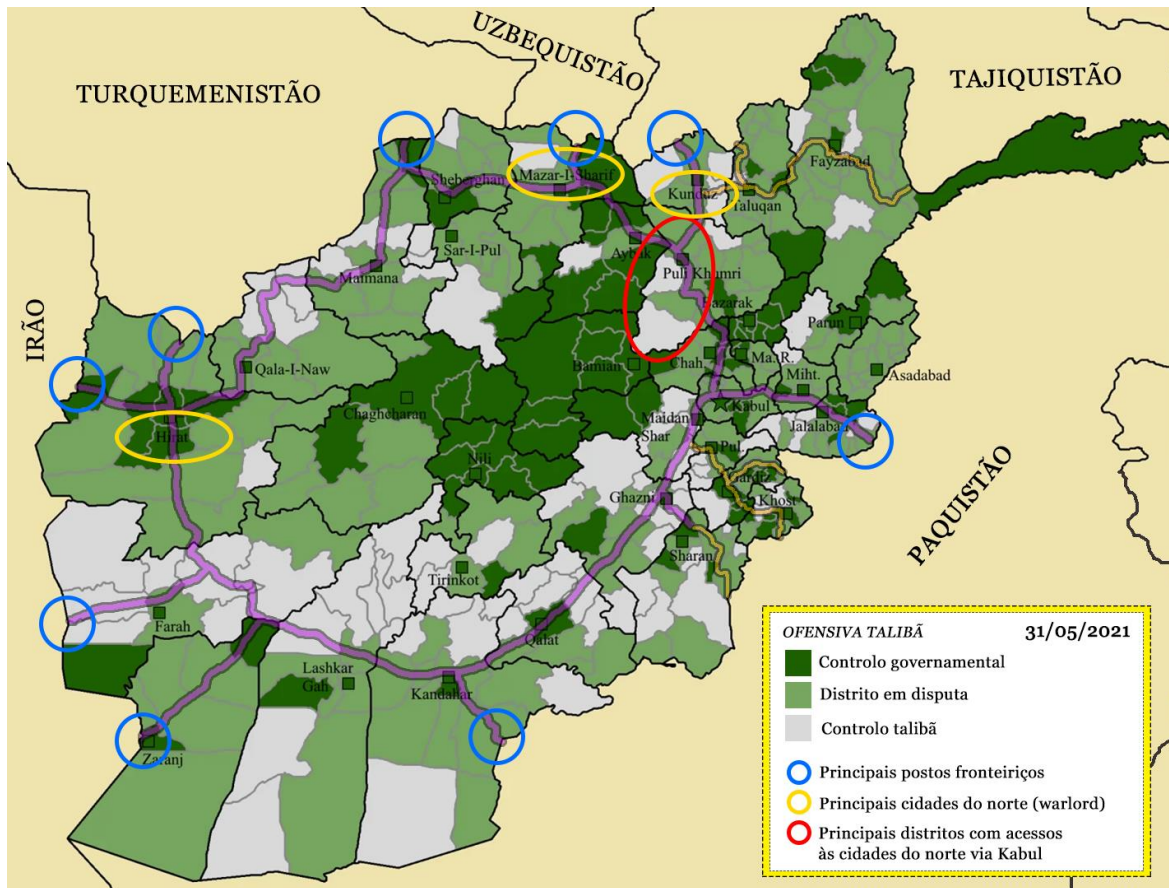 UZBEQUISTÃO
TURQUEMENISTÃO
TAJIQUISTÃO
Fayzabad
Sheberghan
Mazar-I-Sharif
Kunduz
Taluqan
Sar-I-Pul
Aybak
Maimana
Puli Khumri
Bazarak
IRÃO
Parun
Bamian
Chah.
Ma. R.
Qala-I-Naw
Miht.
Asadabad
Chaghcharan
Kabul
Jalalabad
Maidan
Shar
Hirat
Pul.
Nili
Gardiz
Ghazni
Khost
PAQUISTÃO
Sharan
Tirinkot
Farah
Qalat
Lashkar
Gah
Kandahar
Zaranj
OFENSIVA TALIBÃ 31/05/2021
Controlo governamental
Distrito em disputa
Controlo talibã
Principais postos fronteiriços
Principais cidades do norte (warlord)
Principais distritos com acessos
às cidades do norte via Kabul